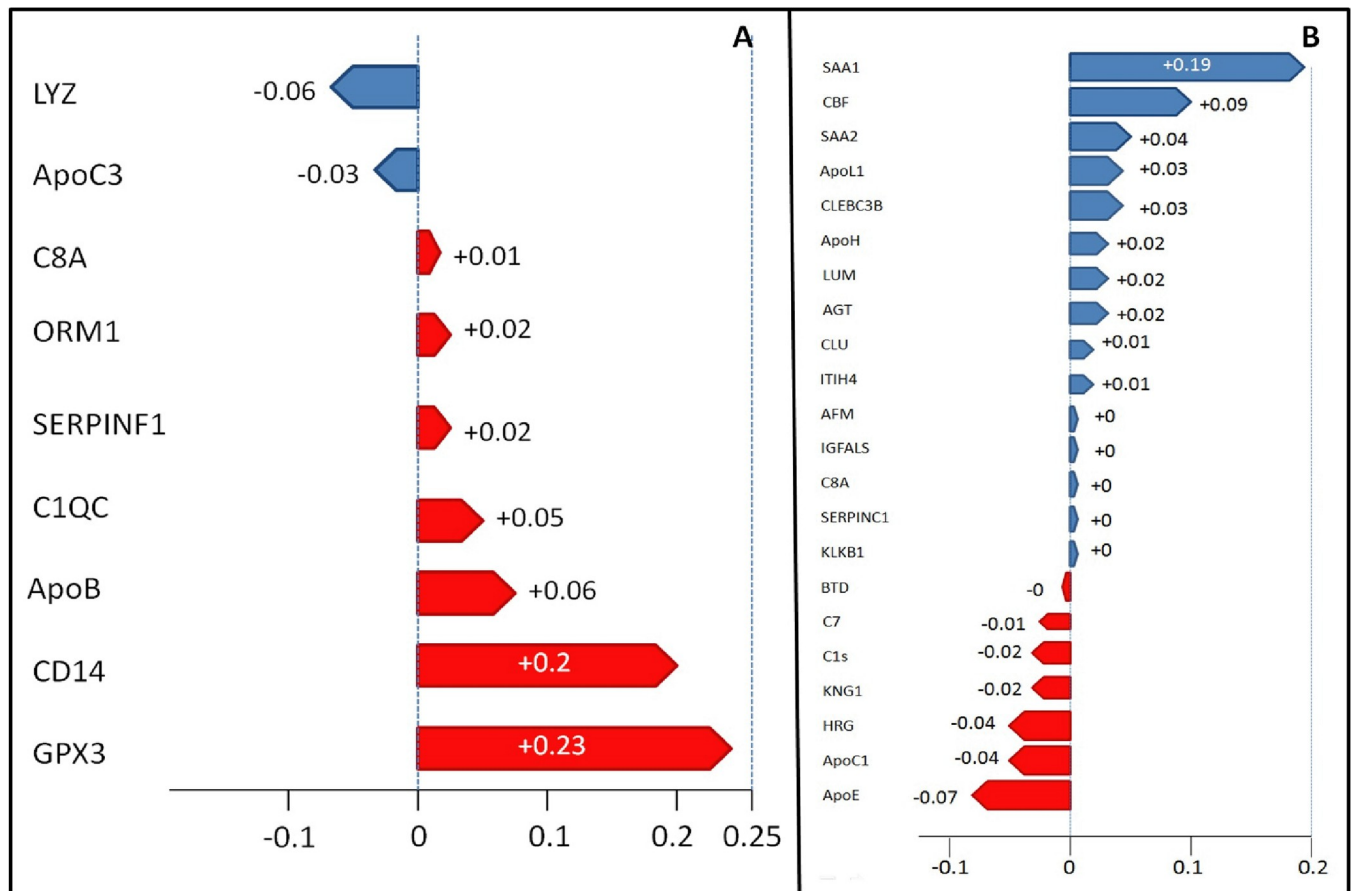 A
LYZ -0.06
ApoC3 -0.03
C8A +0.01
ORM1 +0.02
SERPINF1 +0.02
C1QC +0.05
ApoB +0.06
CD14 +0.2
GPX3 +0.23
-0.1 0 0.1 0.2 0.25
B
SAA1 +0.19
CBF +0.09
SAA2 +0.04
ApoL1 +0.03
CLEBC3B +0.03
ApoH +0.02
LUM +0.02
AGT +0.02
CLU +0.01
ITIH4 +0.01
AFM +0
IGFALS +0
C8A +0
SERPINC1 +0
KLKB1 +0
BTD -0
C7 -0.01
C1s -0.02
KNG1 -0.02
HRG -0.04
ApoC1 -0.04
ApoE -0.07
-0.1 0 0.1 0.2